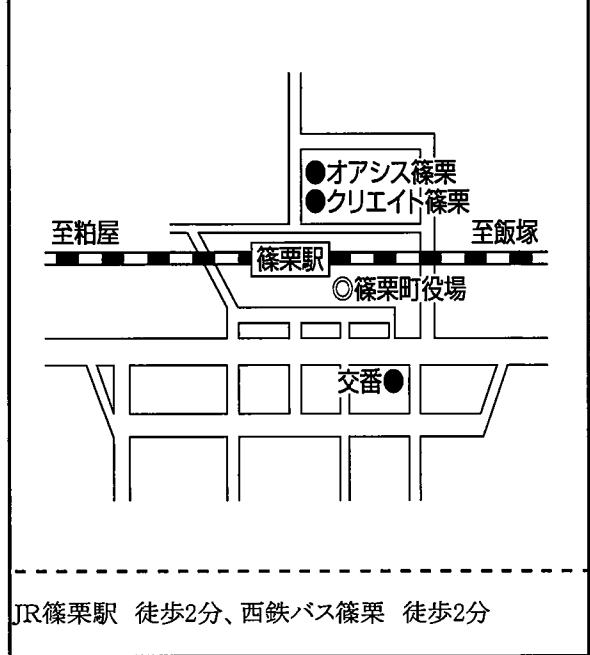 ●オアシス篠栗
●クリエイト篠栗
至粕屋
至飯塚
篠栗駅
◎篠栗町役場
交番●
JR篠栗駅 徒歩2分、西鉄バス篠栗 徒歩2分